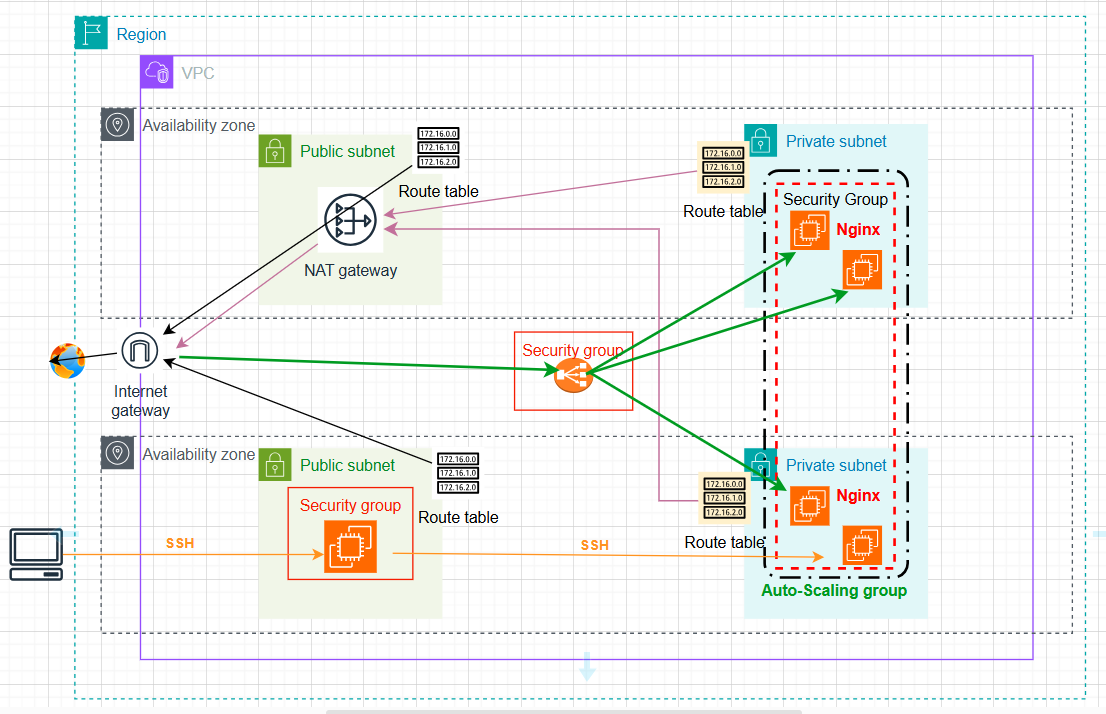 Region
VPC
Availability zone
Public subnet
172.16.0.0
172.16.1.0
172.16.2.0
Route table
NAT gateway
Private subnet
172.16.0.0
172.16.1.0
172.16.2.0
Route table
Security Group
Nginx
Security group
Internet
gateway
Availability zone
Public subnet
172.16.0.0
172.16.1.0
172.16.2.0
Route table
Security group
SSH
SSH
Private subnet
172.16.0.0
172.16.1.0
172.16.2.0
Route table
Nginx
Auto-Scaling group